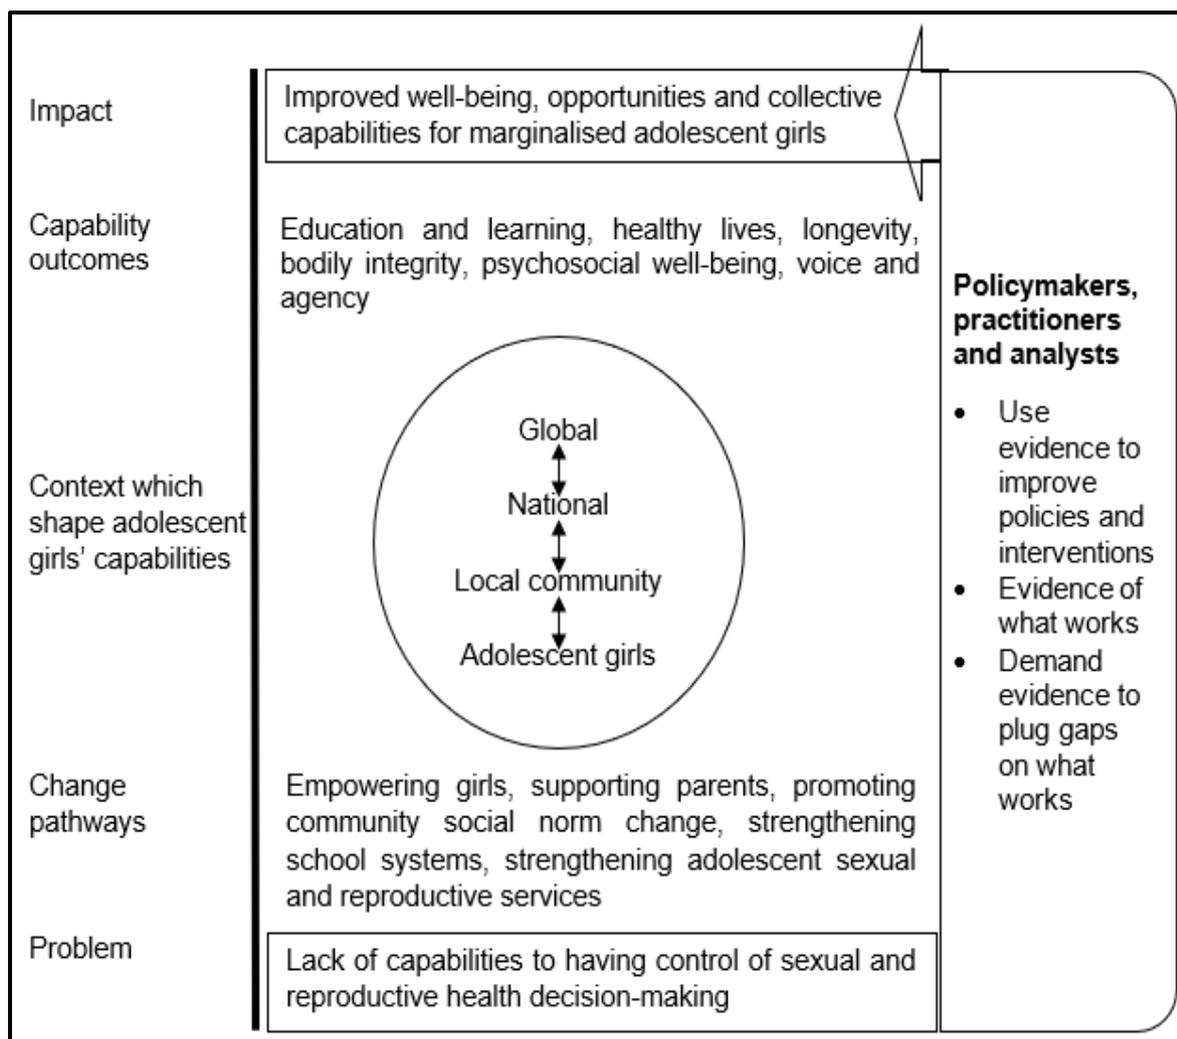 Impact
Improved well-being, opportunities and collective
capabilities for marginalised adolescent girls
Capability
outcomes
Education and learning, healthy lives, longevity,
bodily integrity, psychosocial well-being, voice and
agency
Context which
shape adolescent
girls’ capabilities
Global
National
Local community
Adolescent girls
Change
pathways
Empowering girls, supporting parents, promoting
community social norm change, strengthening
school systems, strengthening adolescent sexual
and reproductive services
Problem
Lack of capabilities to having control of sexual and
reproductive health decision-making
Policymakers,
practitioners
and analysts
• Use
evidence to
improve
policies and
interventions
• Evidence of
what works
• Demand
evidence to
plug gaps
on what
works